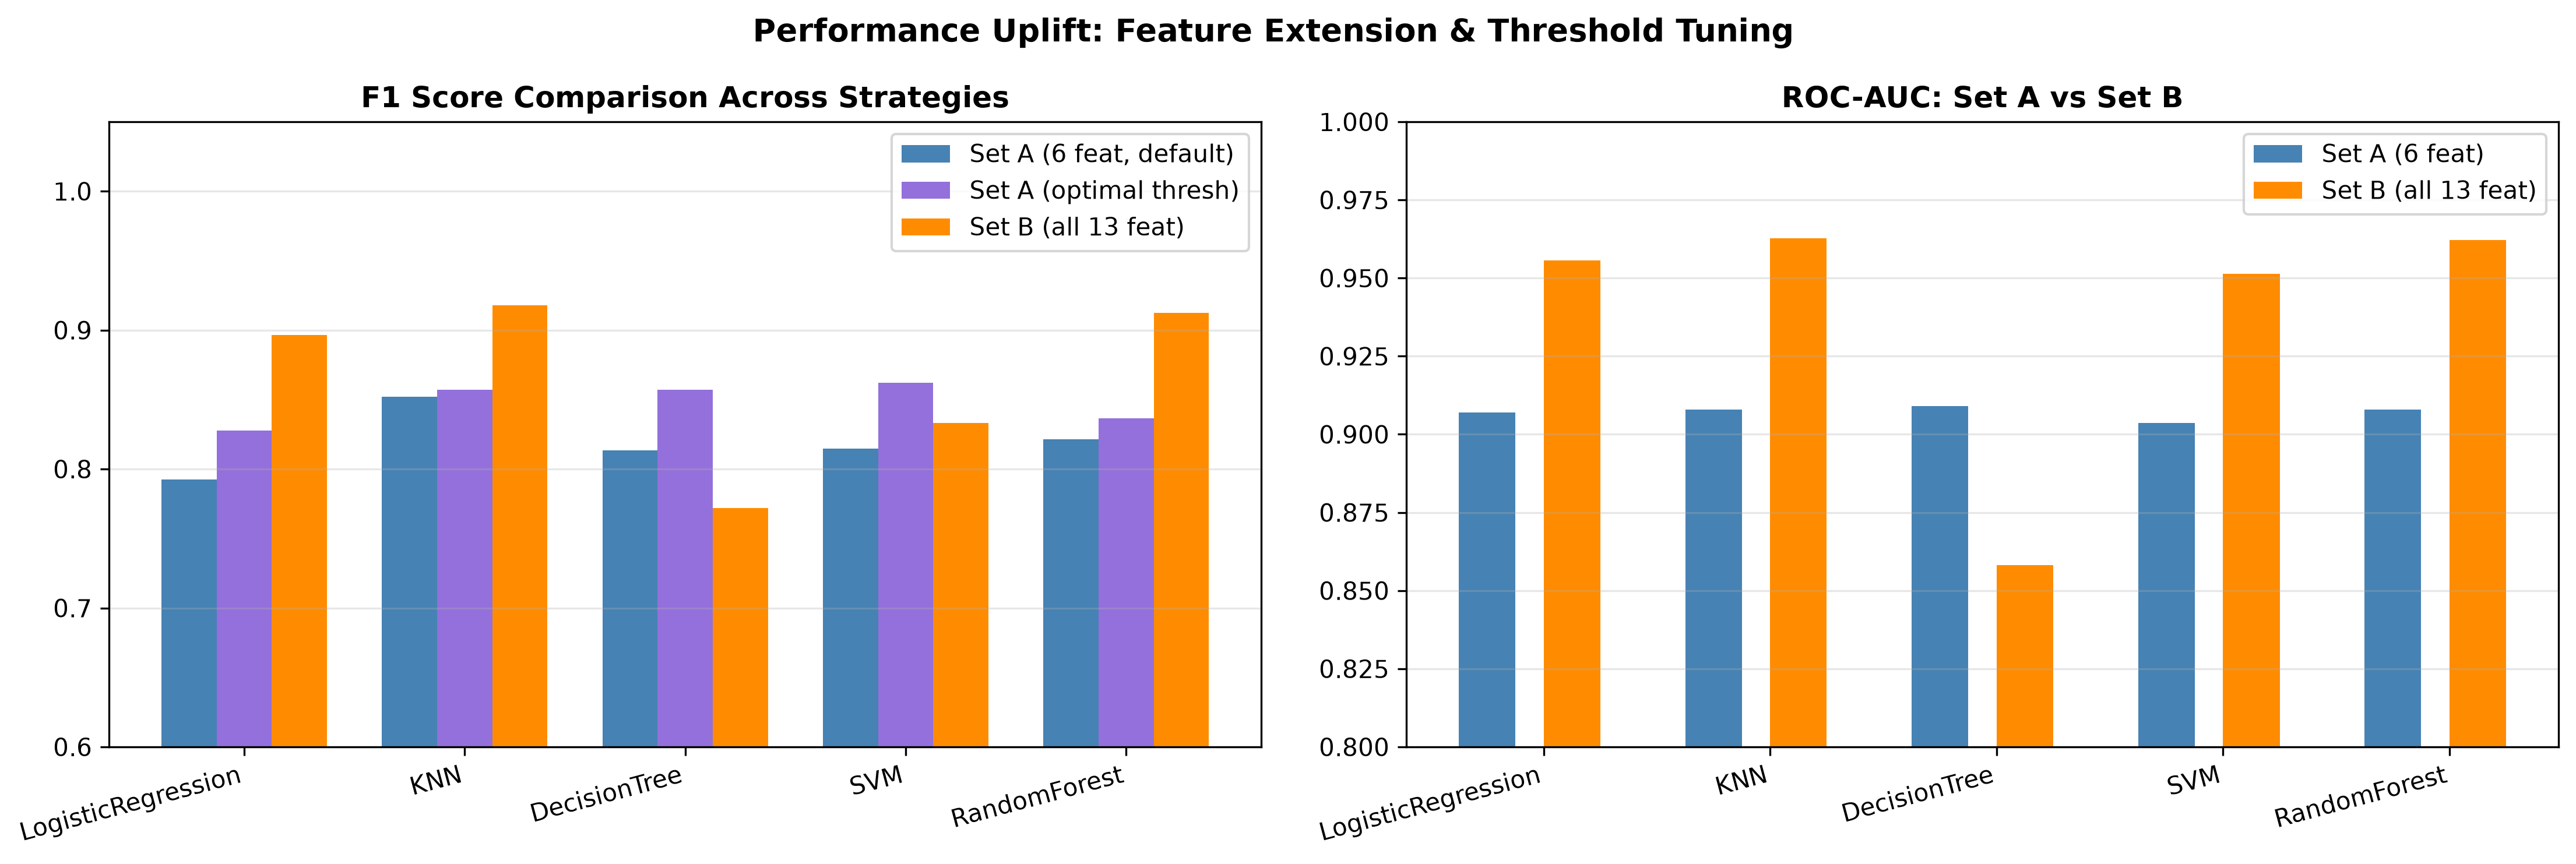 Performance Uplift: Feature Extension & Threshold Tuning
F1 Score Comparison Across Strategies
Set A (6 feat, default)
Set A (optimal thresh)
Set B (all 13 feat)
1.0
0.9
0.8
0.7
0.6
LogisticRegression
KNN
DecisionTree
SVM
RandomForest
ROC-AUC: Set A vs Set B
Set A (6 feat)
Set B (all 13 feat)
1.000
0.975
0.950
0.925
0.900
0.875
0.850
0.825
0.800
LogisticRegression
KNN
DecisionTree
SVM
RandomForest